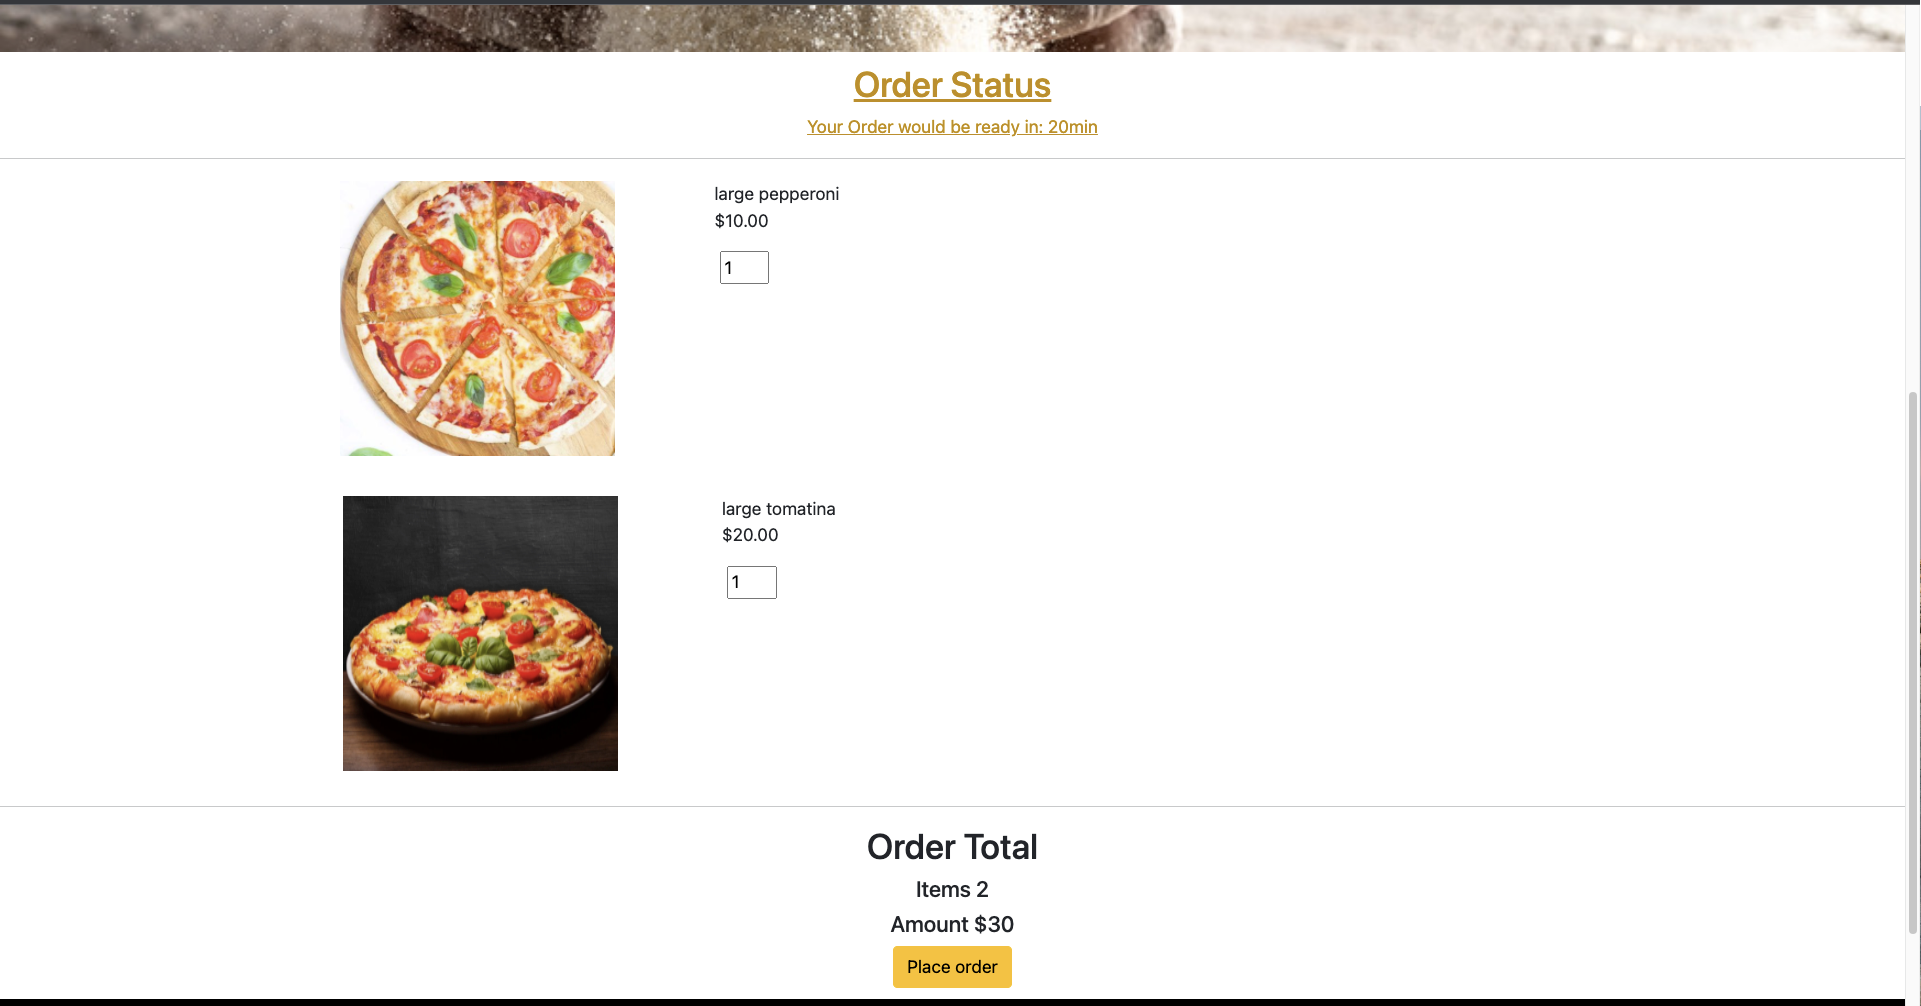 Order Status
Your Order would be ready in: 20min
large pepperoni
$10.00
1
large tomatina
$20.00
1
Order Total
Items 2
Amount $30
Place order